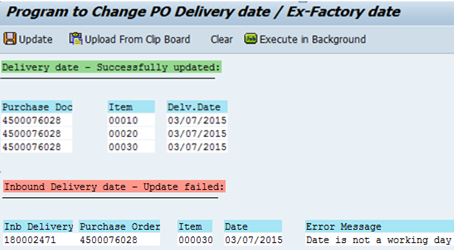 Program to Change PO Delivery date / Ex-Factory date
Update Upload From Clip Board Clear Execute in Background
Delivery date - Successfully updated:
Purchase Doc Item Delv.Date
4500076028 00010 03/07/2015
4500076028 00020 03/07/2015
4500076028 00030 03/07/2015
Inbound Delivery date - Update failed:
Inb Delivery Purchase Order Item Date Error Message
180002471 4500076028 000030 03/07/2015 Date is not a working day